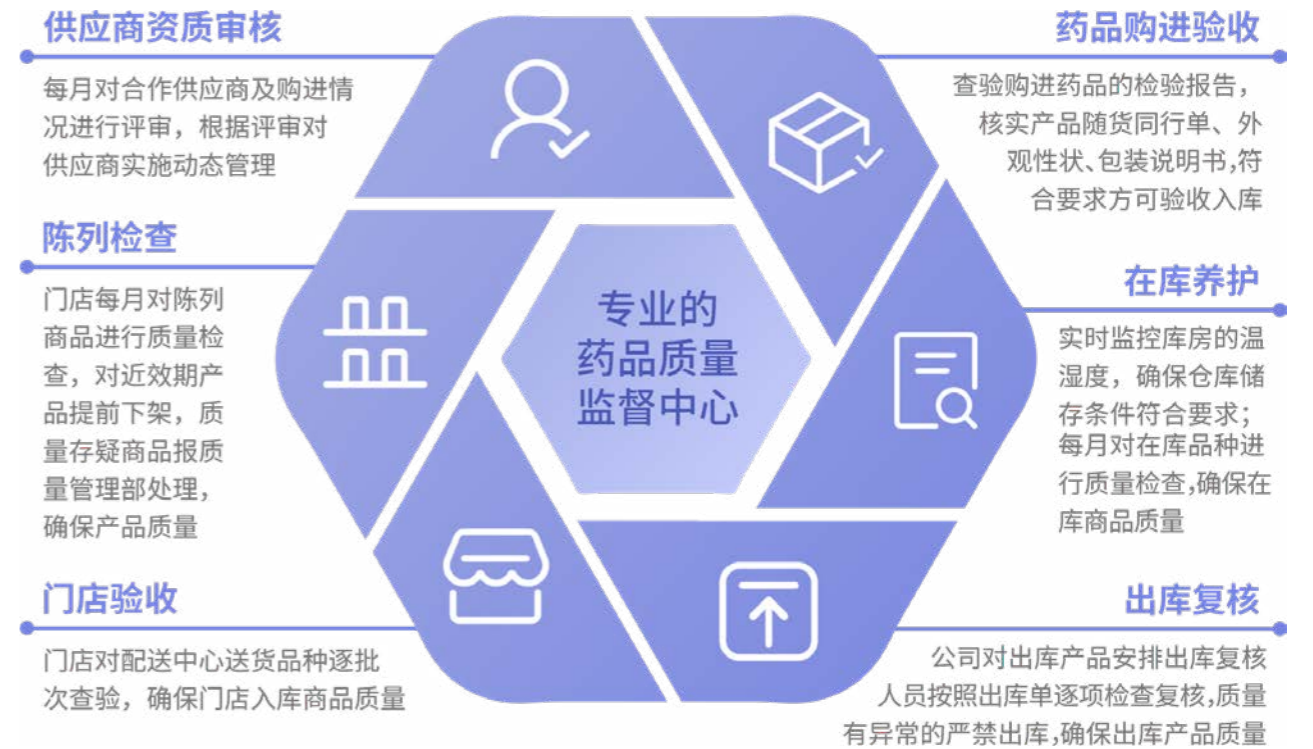 供应商资质审核
每月对合作供应商及购进情
况进行评审，根据评审对
供应商实施动态管理
药品购进验收
查验购进药品的检验报告，
核实产品随货同行单、外
观性状、包装说明书,符
合要求方可验收入库
陈列检查
门店每月对陈列
商品进行质量检
查，对近效期产
品提前下架，质
量存疑商品报质
量管理部处理，
确保产品质量
专业的
药品质量
监督中心
在库养护
实时监控库房的温
湿度，确保仓库储
存条件符合要求；
每月对在库品种进
行质量检查,确保在
库商品质量
门店验收
门店对配送中心送货品种逐批
次查验，确保门店入库商品质量
出库复核
公司对出库产品安排出库复核
人员按照出库单逐项检查复核,质量
有异常的严禁出库,确保出库产品质量